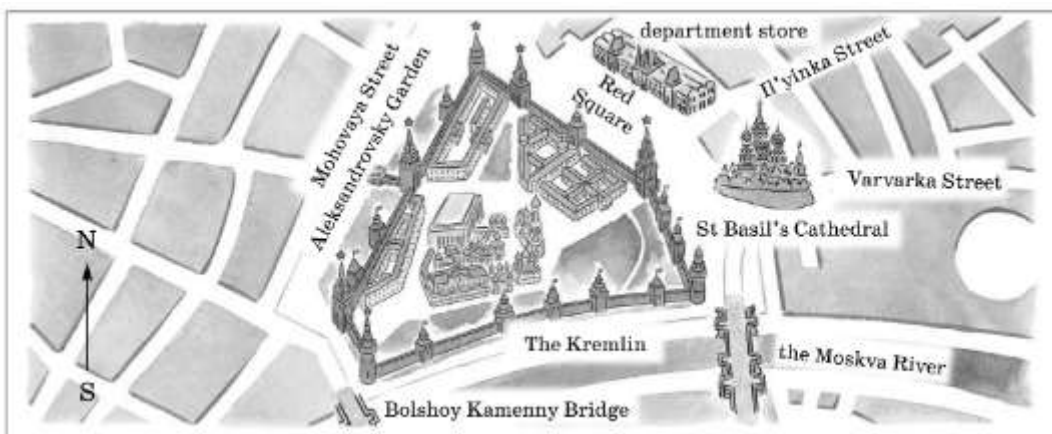 department store
Il'yinka Street
Red
Square
Mohovaya Street
Aleksandrovsky Garden
Varvarka Street
St Basil's Cathedral
N
S
The Kremlin
the Moskva River
Bolshoy Kamenny Bridge